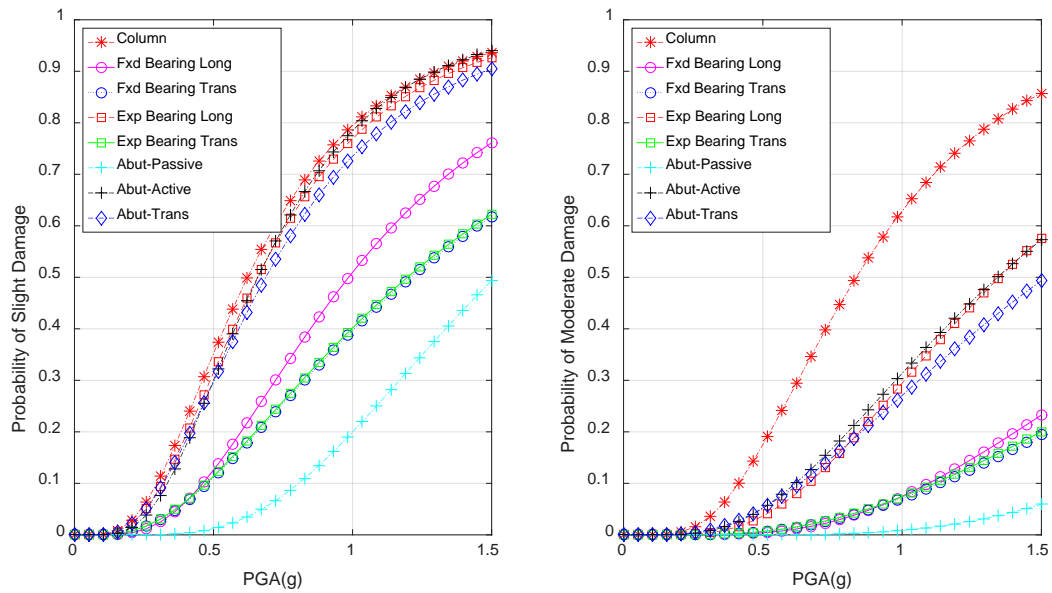 1
0.9
0.8
0.7
0.6
0.5
0.4
0.3
0.2
0.1
0
Probability of Slight Damage
Column
Fxd Bearing Long
Fxd Bearing Trans
Exp Bearing Long
Exp Bearing Trans
Abut-Passive
Abut-Active
Abut-Trans
0
0.5
1
1.5
PGA(g)
1
0.9
0.8
0.7
0.6
0.5
0.4
0.3
0.2
0.1
0
Probability of Moderate Damage
Column
Fxd Bearing Long
Fxd Bearing Trans
Exp Bearing Long
Exp Bearing Trans
Abut-Passive
Abut-Active
Abut-Trans
0
0.5
1
1.5
PGA(g)